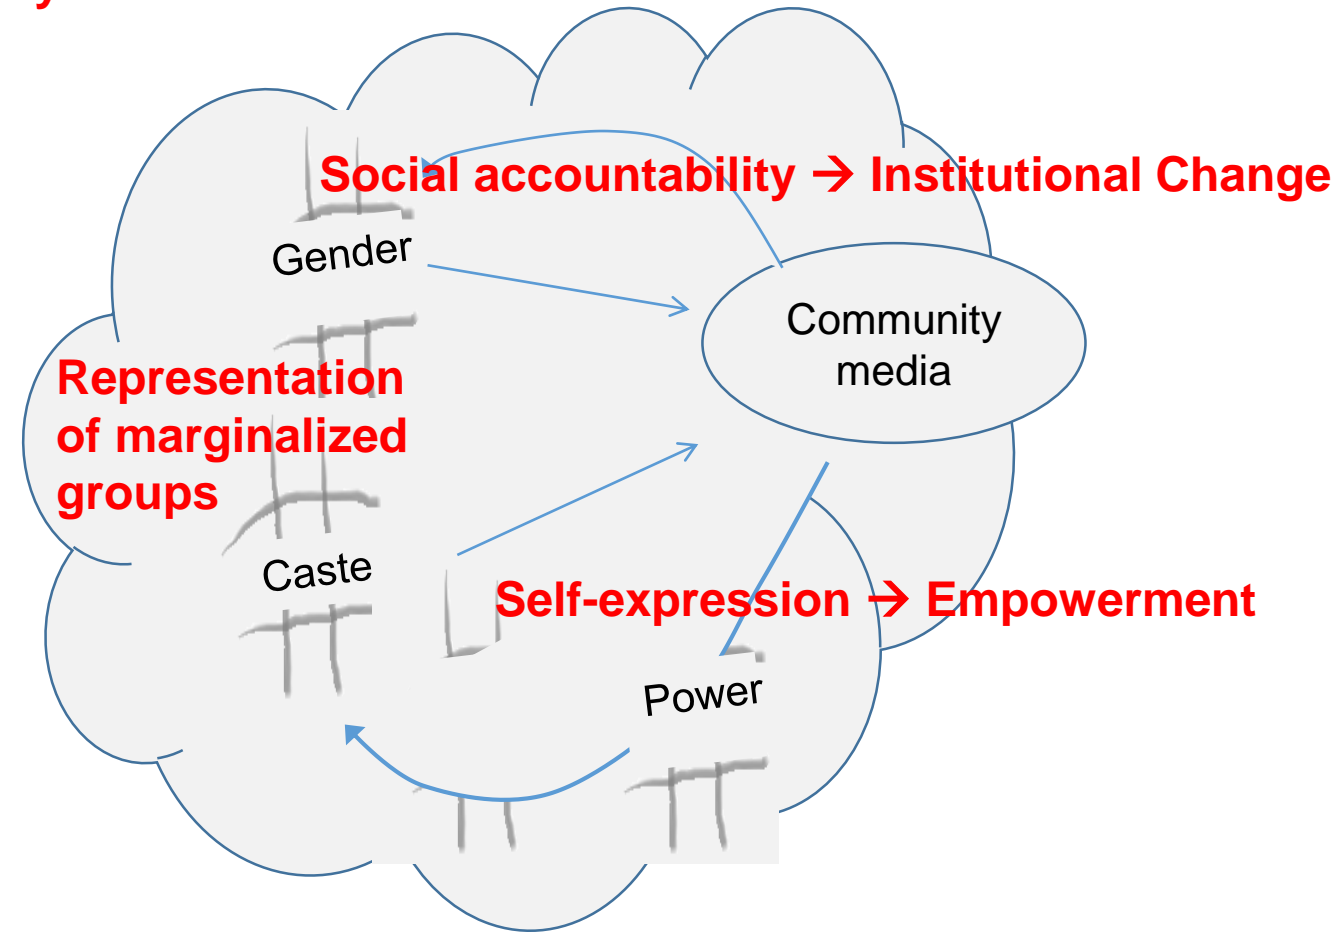 y
Social accountability → Institutional Change
Gender
Community
media
Representation
of marginalized
groups
Caste
Self-expression → Empowerment
Power